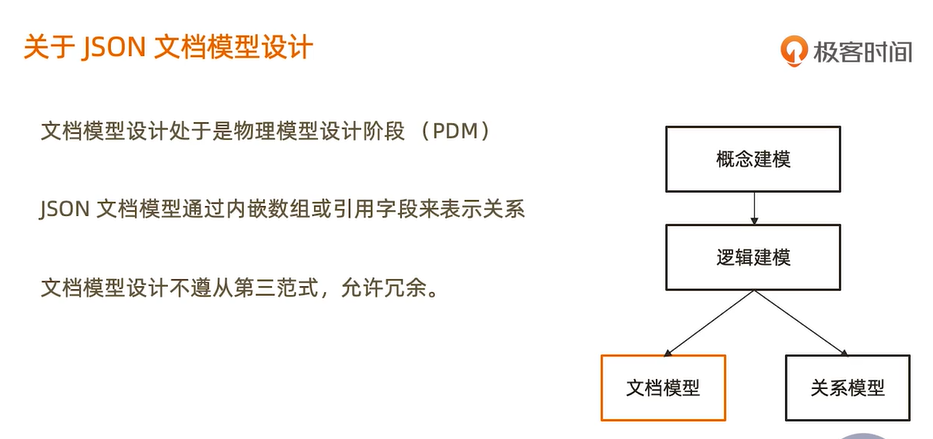 关于 JSON 文档模型设计
极客时间
文档模型设计处于是物理模型设计阶段 （PDM）
JSON 文档模型通过内嵌数组或引用字段来表示关系
文档模型设计不遵从第三范式，允许冗余。
概念建模
逻辑建模
文档模型
关系模型